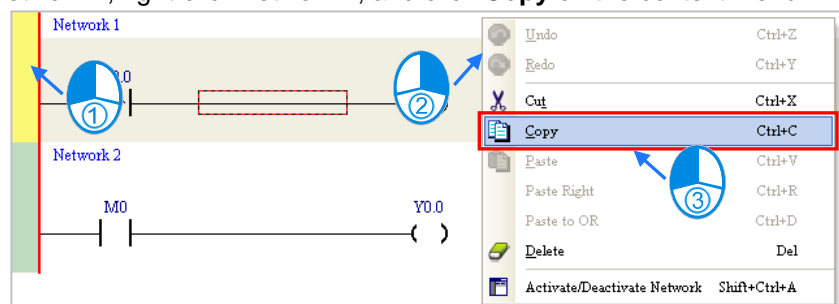 Network 1
.0
①
②
Undo Ctrl+Z
Redo Ctrl+Y
Cut Ctrl+X
Copy Ctrl+C
Paste Ctrl+V
Paste Right Ctrl+R
Paste to OR Ctrl+D
Delete Del
Activate/Deactivate Network Shift+Ctrl+A
③
Network 2
M0 Y0.0